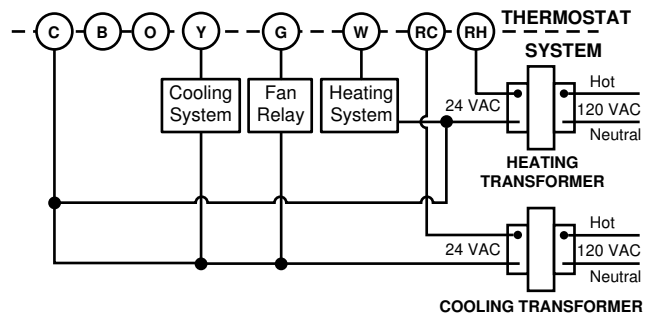 C B O Y G W RC RH THERMOSTAT
SYSTEM
Cooling
System
Fan
Relay
Heating
System
24 VAC
Hot
120 VAC
Neutral
HEATING
TRANSFORMER
24 VAC
Hot
120 VAC
Neutral
COOLING TRANSFORMER